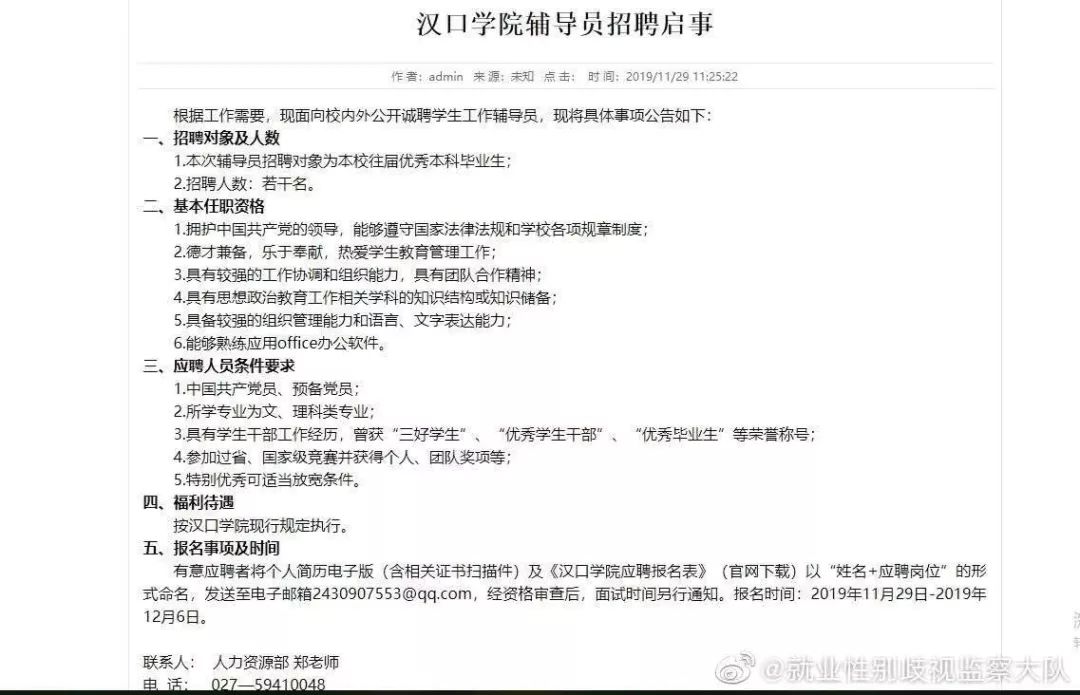 汉口学院辅导员招聘启事
作者：admin 来源：未知 点击： 时间：2019/11/29 11:25:22
根据工作需要，现面向校内外公开诚聘学生工作辅导员，现将具体事项公告如下：
一、招聘对象及人数
1.本次辅导员招聘对象为本校往届优秀本科毕业生；
2.招聘人数：若干名。
二、基本任职资格
1.拥护中国共产党的领导，能够遵守国家法律法规和学校各项规章制度；
2.德才兼备，乐于奉献，热爱学生教育管理工作；
3.具有较强的工作协调和组织能力，具有团队合作精神；
4.具有思想政治教育工作相关学科的知识结构或知识储备；
5.具备较强的组织管理能力和语言、文字表达能力；
6.能够熟练应用office办公软件。
三、应聘人员条件要求
1.中国共产党员、预备党员；
2.所学专业为文、理科类专业；
3.具有学生干部工作经历，曾获“三好学生”、“优秀学生干部”、“优秀毕业生”等荣誉称号；
4.参加过省、国家级竞赛并获得个人、团队奖项等；
5.特别优秀可适当放宽条件。
四、福利待遇
按汉口学院现行规定执行。
五、报名事项及时间
有意应聘者将个人简历电子版（含相关证书扫描件）及《汉口学院应聘报名表》（官网下载）以“姓名+应聘岗位”的形
式命名，发送至电子邮箱2430907553@qq.com，经资格审查后，面试时间另行通知。报名时间：2019年11月29日-2019年
12月6日。
联系人： 人力资源部 郑老师
电 话： 027—59410048
@就业性别歧视监察大队